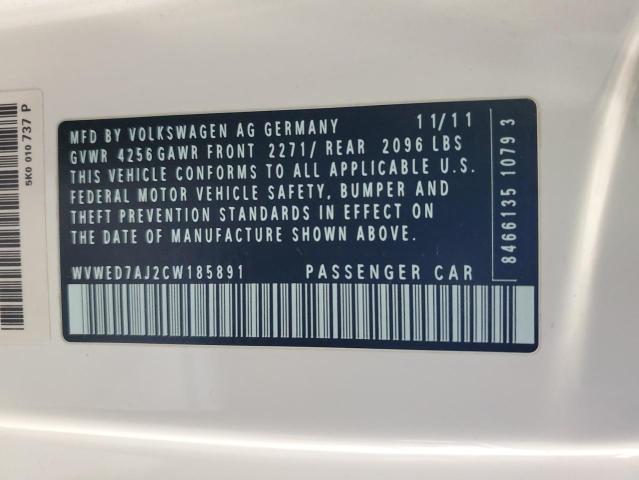 MFD BY VOLKSWAGEN AG GERMANY 11/11
GVWR 4256 GAWR FRONT 2271/ REAR 2096 LBS
THIS VEHICLE CONFORMS TO ALL APPLICABLE U.S.
FEDERAL MOTOR VEHICLE SAFETY, BUMPER AND
THEFT PREVENTION STANDARDS IN EFFECT ON
THE DATE OF MANUFACTURE SHOWN ABOVE.
WVWED7AJ2CW185891 PASSENGER CAR
8466135 1079 3
5K0 010 737 P